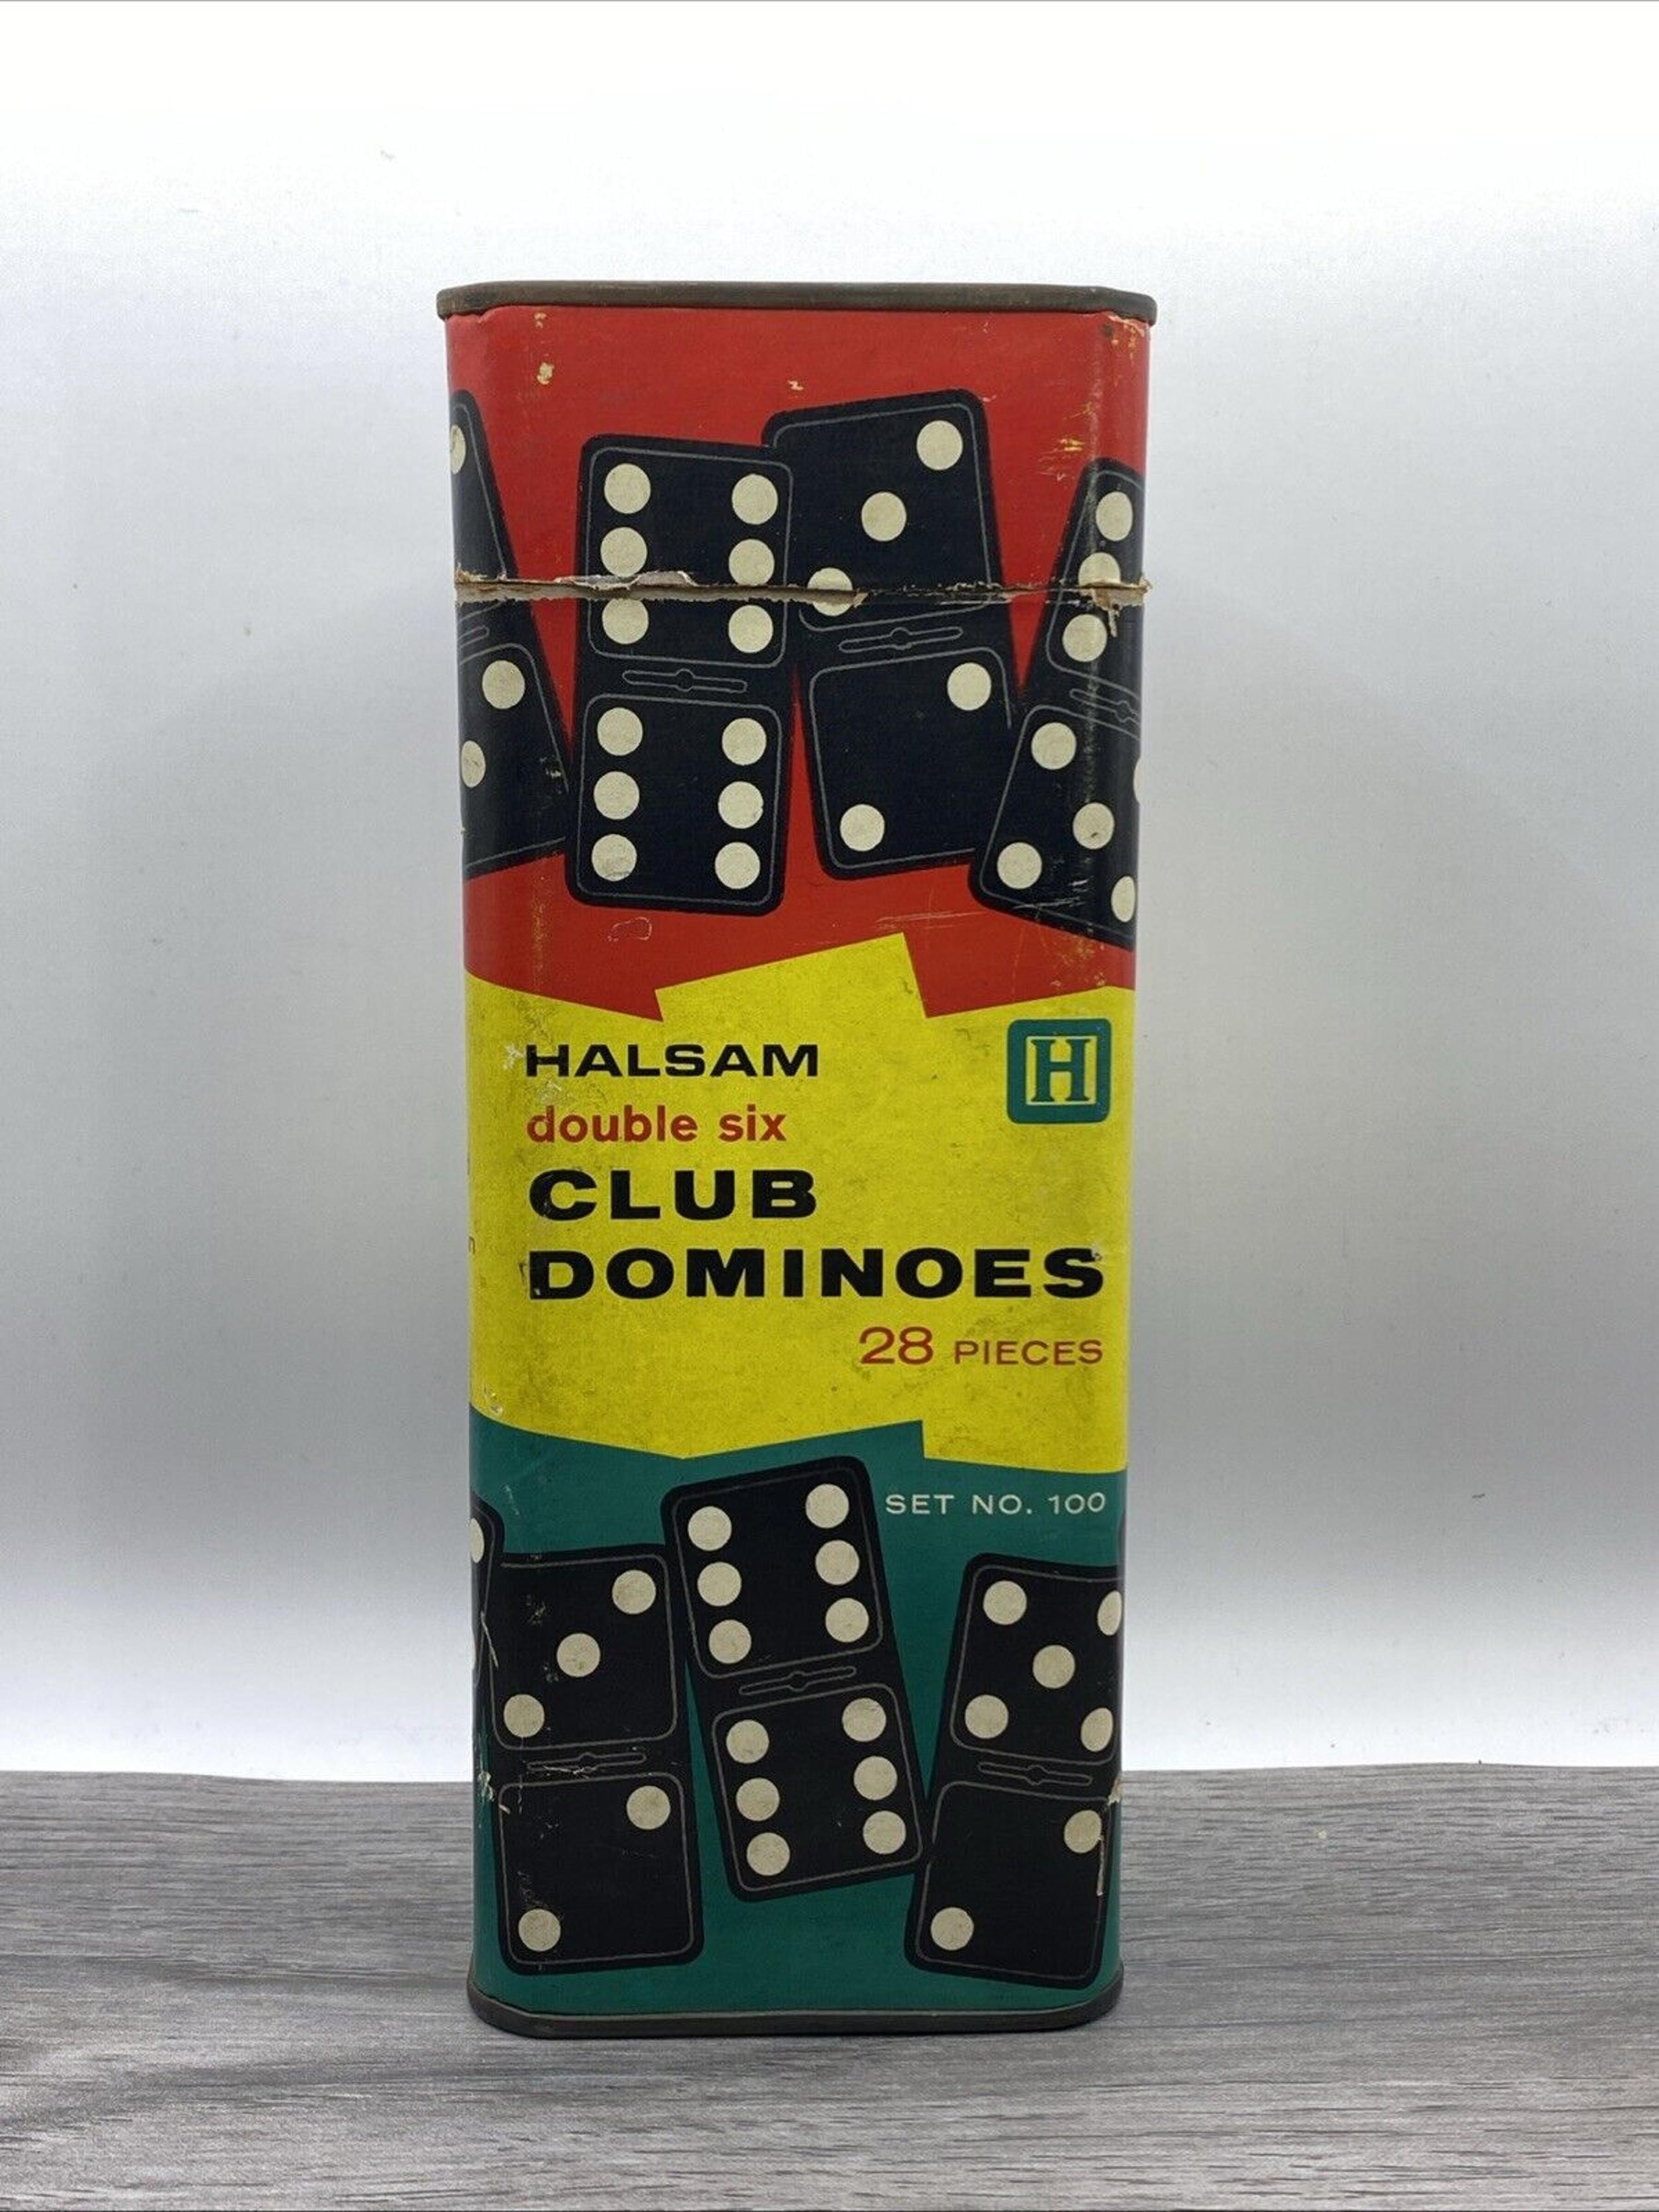 HALSAM
H
double six
CLUB
DOMINOES
28 PIECES
SET NO. 100